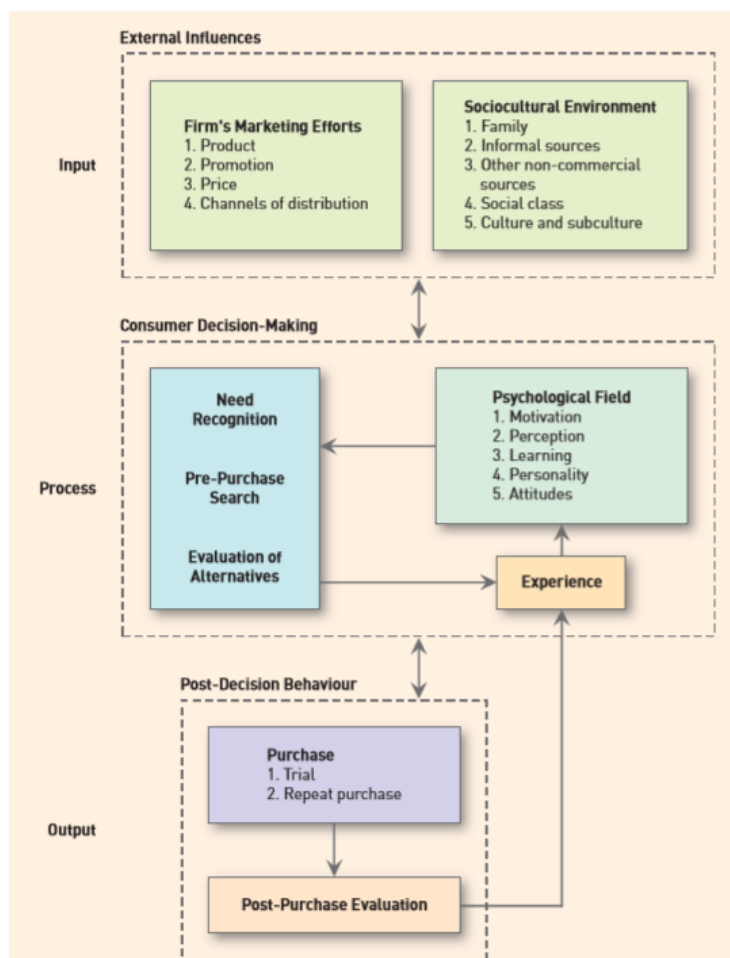 External Influences
Input
Firm's Marketing Efforts
1. Product
2. Promotion
3. Price
4. Channels of distribution
Sociocultural Environment
1. Family
2. Informal sources
3. Other non-commercial
sources
4. Social class
5. Culture and subculture
Consumer Decision-Making
Process
Need
Recognition
Pre-Purchase
Search
Evaluation of
Alternatives
Psychological Field
1. Motivation
2. Perception
3. Learning
4. Personality
5. Attitudes
Experience
Post-Decision Behaviour
Output
Purchase
1. Trial
2. Repeat purchase
Post-Purchase Evaluation